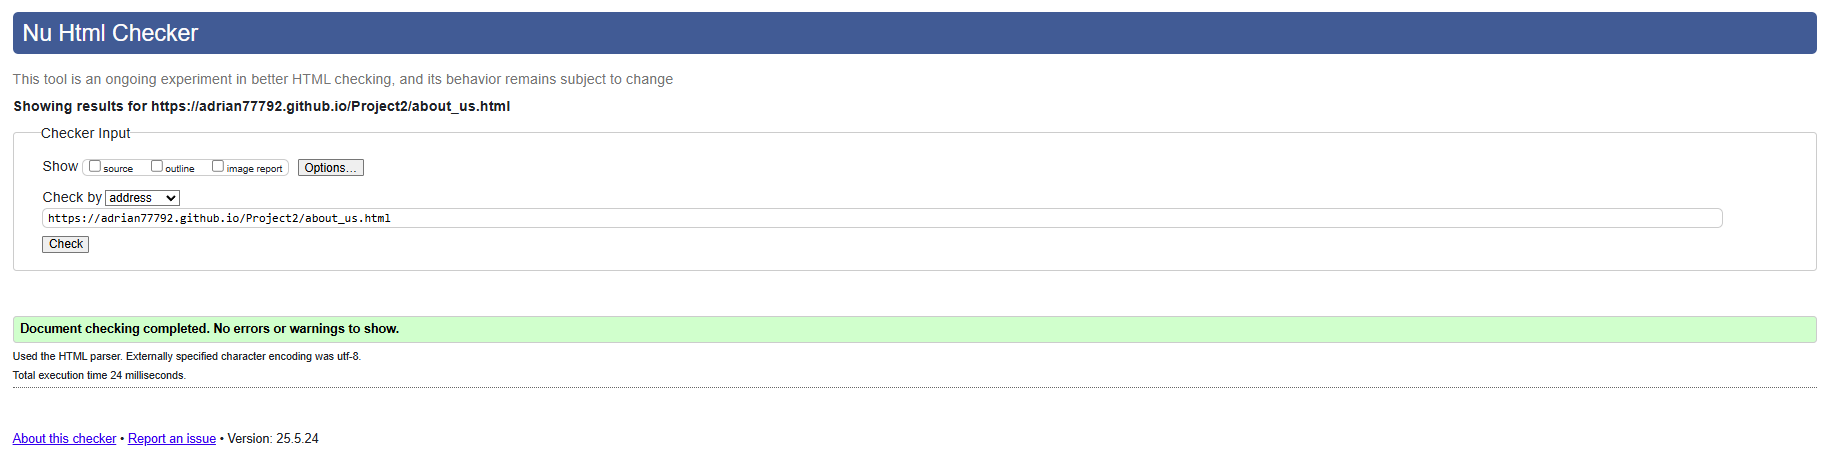 Nu Html Checker
This tool is an ongoing experiment in better HTML checking, and its behavior remains subject to change
Showing results for https://adrian77792.github.io/Project2/about_us.html
Checker Input
Show source outline image report Options...
Check by address
https://adrian77792.github.io/Project2/about_us.html
Check
Document checking completed. No errors or warnings to show.
Used the HTML parser. Externally specified character encoding was utf-8.
Total execution time 24 milliseconds.
About this checker • Report an issue • Version: 25.5.24